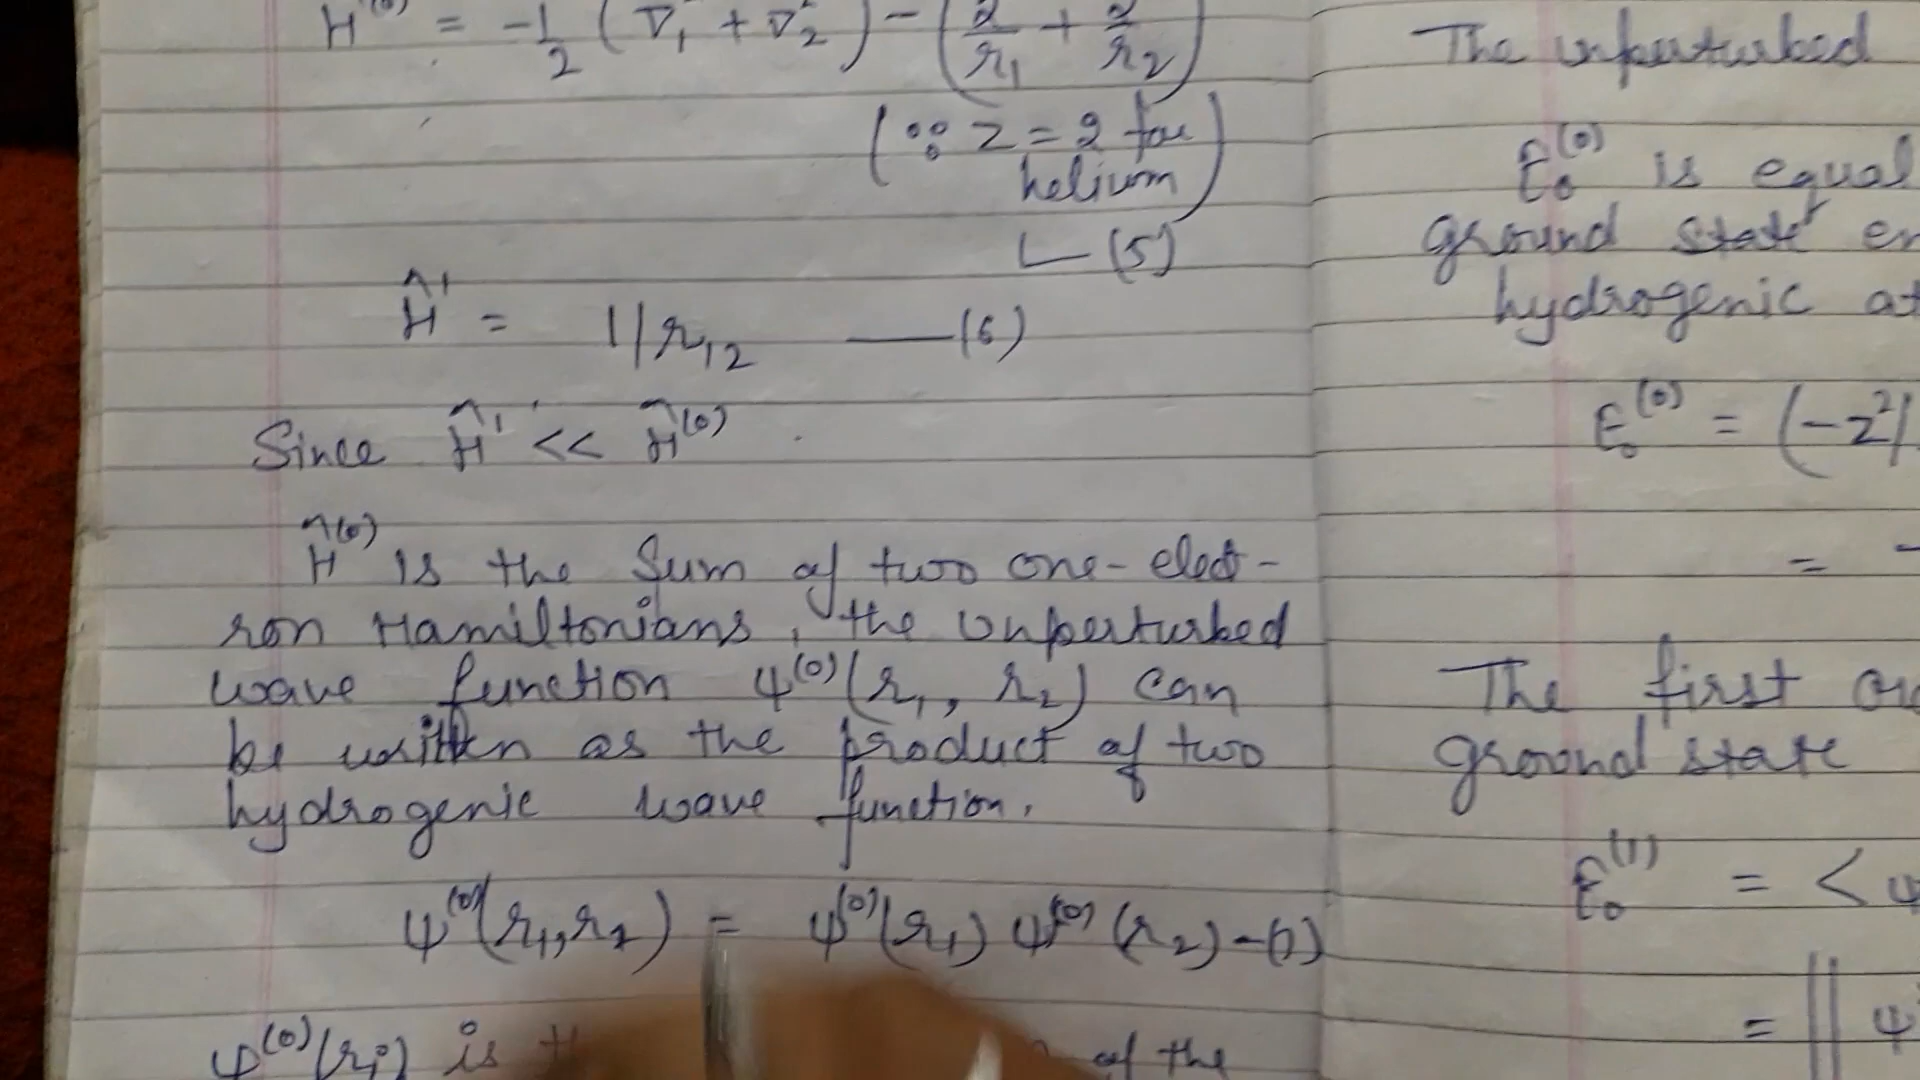 H^(0) = -1/2 (∇₁² + ∇₂²) - (2/r₁ + 2/r₂)
(∵ Z = 2 for
helium)
(5)
Ĥ' = 1/r₁₂ —(6)
Since Ĥ' << Ĥ^(0)
Ĥ^(0) is the sum of two one-elect-
ron Hamiltonians, the unperturbed
wave function ψ^(0)(r₁, r₂) can
be written as the product of two
hydrogenic wave function.
ψ^(0)(r₁, r₂) = ψ^(0)(r₁) ψ^(0)(r₂) -(7)
ψ^(0)(ri) is
of the
The unperturbed
E₀^(0) is equal
ground state
hydrogenic
E₀^(0) = (-Z²/
= -
The first
ground state
E₀^(1) = < ψ
= || ψ